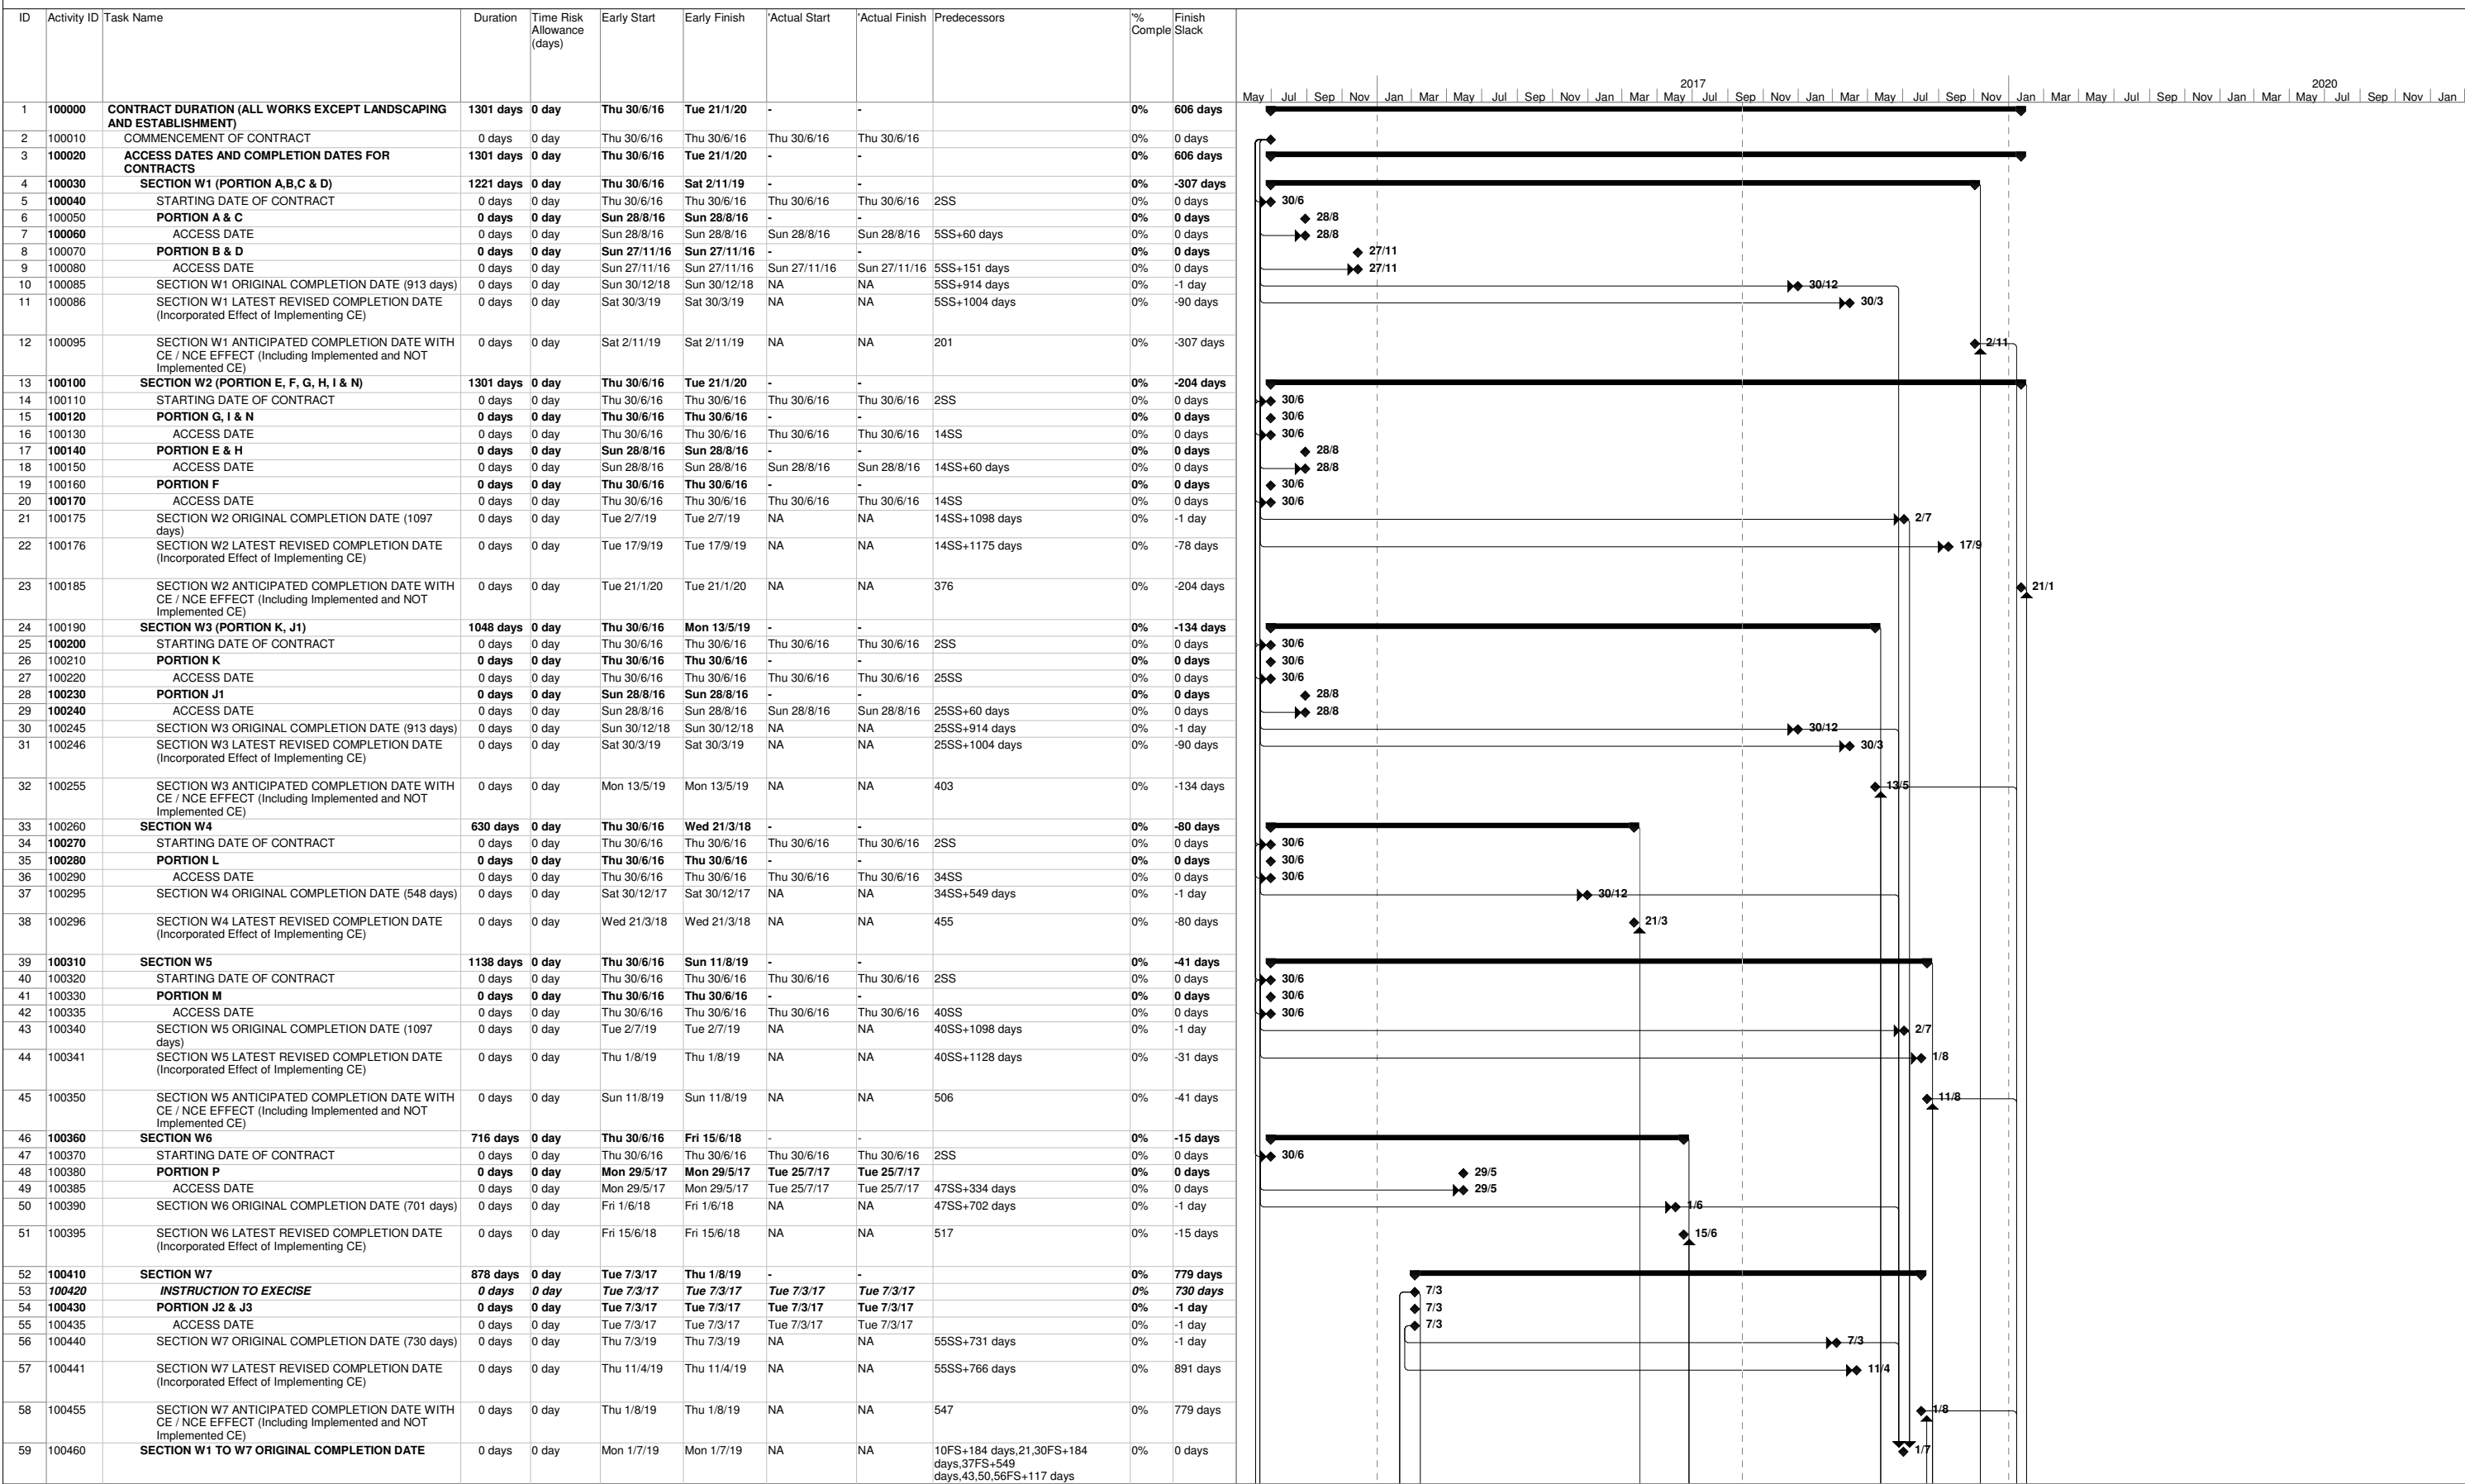 ID Activity ID Task Name Duration Time Risk Allowance (days) Early Start Early Finish 'Actual Start 'Actual Finish Predecessors '% Comple Finish Slack
2017 2020
May Jul Sep Nov Jan Mar May Jul Sep Nov Jan Mar May Jul Sep Nov Jan Mar May Jul Sep Nov Jan Mar May Jul Sep Nov Jan Mar May Jul Sep Nov Jan
1 100000 CONTRACT DURATION (ALL WORKS EXCEPT LANDSCAPING 1301 days 0 day Thu 30/6/16 Tue 21/1/20 - - 0% 606 days
AND ESTABLISHMENT)
2 100010 COMMENCEMENT OF CONTRACT 0 days 0 day Thu 30/6/16 Thu 30/6/16 Thu 30/6/16 Thu 30/6/16 0% 0 days
3 100020 ACCESS DATES AND COMPLETION DATES FOR 1301 days 0 day Thu 30/6/16 Tue 21/1/20 - - 0% 606 days
CONTRACTS
4 100030 SECTION W1 (PORTION A,B,C & D) 1221 days 0 day Thu 30/6/16 Sat 2/11/19 - - 0% -307 days
5 100040 STARTING DATE OF CONTRACT 0 days 0 day Thu 30/6/16 Thu 30/6/16 Thu 30/6/16 Thu 30/6/16 2SS 0% 0 days 30/6
6 100050 PORTION A & C 0 days 0 day Sun 28/8/16 Sun 28/8/16 - - 0% 0 days 28/8
7 100060 ACCESS DATE 0 days 0 day Sun 28/8/16 Sun 28/8/16 Sun 28/8/16 Sun 28/8/16 5SS+60 days 0% 0 days 28/8
8 100070 PORTION B & D 0 days 0 day Sun 27/11/16 Sun 27/11/16 - - 0% 0 days 27/11
9 100080 ACCESS DATE 0 days 0 day Sun 27/11/16 Sun 27/11/16 Sun 27/11/16 Sun 27/11/16 5SS+151 days 0% 0 days 27/11
10 100085 SECTION W1 ORIGINAL COMPLETION DATE (913 days) 0 days 0 day Sun 30/12/18 Sun 30/12/18 NA NA 5SS+914 days 0% -1 day 30/12
11 100086 SECTION W1 LATEST REVISED COMPLETION DATE 0 days 0 day Sat 30/3/19 Sat 30/3/19 NA NA 5SS+1004 days 0% -90 days 30/3
(Incorporated Effect of Implementing CE)
12 100095 SECTION W1 ANTICIPATED COMPLETION DATE WITH 0 days 0 day Sat 2/11/19 Sat 2/11/19 NA NA 201 0% -307 days 2/11
CE / NCE EFFECT (Including Implemented and NOT
Implemented CE)
13 100100 SECTION W2 (PORTION E, F, G, H, I & N) 1301 days 0 day Thu 30/6/16 Tue 21/1/20 - - 0% -204 days
14 100110 STARTING DATE OF CONTRACT 0 days 0 day Thu 30/6/16 Thu 30/6/16 Thu 30/6/16 Thu 30/6/16 2SS 0% 0 days 30/6
15 100120 PORTION G, I & N 0 days 0 day Thu 30/6/16 Thu 30/6/16 - - 0% 0 days 30/6
16 100130 ACCESS DATE 0 days 0 day Thu 30/6/16 Thu 30/6/16 Thu 30/6/16 Thu 30/6/16 14SS 0% 0 days 30/6
17 100140 PORTION E & H 0 days 0 day Sun 28/8/16 Sun 28/8/16 - - 0% 0 days 28/8
18 100150 ACCESS DATE 0 days 0 day Sun 28/8/16 Sun 28/8/16 Sun 28/8/16 Sun 28/8/16 14SS+60 days 0% 0 days 28/8
19 100160 PORTION F 0 days 0 day Thu 30/6/16 Thu 30/6/16 - - 0% 0 days 30/6
20 100170 ACCESS DATE 0 days 0 day Thu 30/6/16 Thu 30/6/16 Thu 30/6/16 Thu 30/6/16 14SS 0% 0 days 30/6
21 100175 SECTION W2 ORIGINAL COMPLETION DATE (1097 0 days 0 day Tue 2/7/19 Tue 2/7/19 NA NA 14SS+1098 days 0% -1 day 2/7
days)
22 100176 SECTION W2 LATEST REVISED COMPLETION DATE 0 days 0 day Tue 17/9/19 Tue 17/9/19 NA NA 14SS+1175 days 0% -78 days 17/9
(Incorporated Effect of Implementing CE)
23 100185 SECTION W2 ANTICIPATED COMPLETION DATE WITH 0 days 0 day Tue 21/1/20 Tue 21/1/20 NA NA 376 0% -204 days 21/1
CE / NCE EFFECT (Including Implemented and NOT
Implemented CE)
24 100190 SECTION W3 (PORTION K, J1) 1048 days 0 day Thu 30/6/16 Mon 13/5/19 - - 0% -134 days
25 100200 STARTING DATE OF CONTRACT 0 days 0 day Thu 30/6/16 Thu 30/6/16 Thu 30/6/16 Thu 30/6/16 2SS 0% 0 days 30/6
26 100210 PORTION K 0 days 0 day Thu 30/6/16 Thu 30/6/16 - - 0% 0 days 30/6
27 100220 ACCESS DATE 0 days 0 day Thu 30/6/16 Thu 30/6/16 Thu 30/6/16 Thu 30/6/16 25SS 0% 0 days 30/6
28 100230 PORTION J1 0 days 0 day Sun 28/8/16 Sun 28/8/16 - - 0% 0 days 28/8
29 100240 ACCESS DATE 0 days 0 day Sun 28/8/16 Sun 28/8/16 Sun 28/8/16 Sun 28/8/16 25SS+60 days 0% 0 days 28/8
30 100245 SECTION W3 ORIGINAL COMPLETION DATE (913 days) 0 days 0 day Sun 30/12/18 Sun 30/12/18 NA NA 25SS+914 days 0% -1 day 30/12
31 100246 SECTION W3 LATEST REVISED COMPLETION DATE 0 days 0 day Sat 30/3/19 Sat 30/3/19 NA NA 25SS+1004 days 0% -90 days 30/3
(Incorporated Effect of Implementing CE)
32 100255 SECTION W3 ANTICIPATED COMPLETION DATE WITH 0 days 0 day Mon 13/5/19 Mon 13/5/19 NA NA 403 0% -134 days 13/5
CE / NCE EFFECT (Including Implemented and NOT
Implemented CE)
33 100260 SECTION W4 630 days 0 day Thu 30/6/16 Wed 21/3/18 - - 0% -80 days
34 100270 STARTING DATE OF CONTRACT 0 days 0 day Thu 30/6/16 Thu 30/6/16 Thu 30/6/16 Thu 30/6/16 2SS 0% 0 days 30/6
35 100280 PORTION L 0 days 0 day Thu 30/6/16 Thu 30/6/16 - - 0% 0 days 30/6
36 100290 ACCESS DATE 0 days 0 day Thu 30/6/16 Thu 30/6/16 Thu 30/6/16 Thu 30/6/16 34SS 0% 0 days 30/6
37 100295 SECTION W4 ORIGINAL COMPLETION DATE (548 days) 0 days 0 day Sat 30/12/17 Sat 30/12/17 NA NA 34SS+549 days 0% -1 day 30/12
38 100296 SECTION W4 LATEST REVISED COMPLETION DATE 0 days 0 day Wed 21/3/18 Wed 21/3/18 NA NA 455 0% -80 days 21/3
(Incorporated Effect of Implementing CE)
39 100310 SECTION W5 1138 days 0 day Thu 30/6/16 Sun 11/8/19 - - 0% -41 days
40 100320 STARTING DATE OF CONTRACT 0 days 0 day Thu 30/6/16 Thu 30/6/16 Thu 30/6/16 Thu 30/6/16 2SS 0% 0 days 30/6
41 100330 PORTION M 0 days 0 day Thu 30/6/16 Thu 30/6/16 - - 0% 0 days 30/6
42 100335 ACCESS DATE 0 days 0 day Thu 30/6/16 Thu 30/6/16 Thu 30/6/16 Thu 30/6/16 40SS 0% 0 days 30/6
43 100340 SECTION W5 ORIGINAL COMPLETION DATE (1097 0 days 0 day Tue 2/7/19 Tue 2/7/19 NA NA 40SS+1098 days 0% -1 day 2/7
days)
44 100341 SECTION W5 LATEST REVISED COMPLETION DATE 0 days 0 day Thu 1/8/19 Thu 1/8/19 NA NA 40SS+1128 days 0% -31 days 1/8
(Incorporated Effect of Implementing CE)
45 100350 SECTION W5 ANTICIPATED COMPLETION DATE WITH 0 days 0 day Sun 11/8/19 Sun 11/8/19 NA NA 506 0% -41 days 11/8
CE / NCE EFFECT (Including Implemented and NOT
Implemented CE)
46 100360 SECTION W6 716 days 0 day Thu 30/6/16 Fri 15/6/18 - - 0% -15 days
47 100370 STARTING DATE OF CONTRACT 0 days 0 day Thu 30/6/16 Thu 30/6/16 Thu 30/6/16 Thu 30/6/16 2SS 0% 0 days 30/6
48 100380 PORTION P 0 days 0 day Mon 29/5/17 Mon 29/5/17 Tue 25/7/17 Tue 25/7/17 0% 0 days 29/5
49 100385 ACCESS DATE 0 days 0 day Mon 29/5/17 Mon 29/5/17 Tue 25/7/17 Tue 25/7/17 47SS+334 days 0% 0 days 29/5
50 100390 SECTION W6 ORIGINAL COMPLETION DATE (701 days) 0 days 0 day Fri 1/6/18 Fri 1/6/18 NA NA 47SS+702 days 0% -1 day 1/6
51 100395 SECTION W6 LATEST REVISED COMPLETION DATE 0 days 0 day Fri 15/6/18 Fri 15/6/18 NA NA 517 0% -15 days 15/6
(Incorporated Effect of Implementing CE)
52 100410 SECTION W7 878 days 0 day Tue 7/3/17 Thu 1/8/19 - - 0% 779 days
53 100420 INSTRUCTION TO EXECISE 0 days 0 day Tue 7/3/17 Tue 7/3/17 Tue 7/3/17 Tue 7/3/17 0% 730 days 7/3
54 100430 PORTION J2 & J3 0 days 0 day Tue 7/3/17 Tue 7/3/17 Tue 7/3/17 Tue 7/3/17 0% -1 day 7/3
55 100435 ACCESS DATE 0 days 0 day Tue 7/3/17 Tue 7/3/17 Tue 7/3/17 Tue 7/3/17 0% -1 day 7/3
56 100440 SECTION W7 ORIGINAL COMPLETION DATE (730 days) 0 days 0 day Thu 7/3/19 Thu 7/3/19 NA NA 55SS+731 days 0% -1 day 7/3
57 100441 SECTION W7 LATEST REVISED COMPLETION DATE 0 days 0 day Thu 11/4/19 Thu 11/4/19 NA NA 55SS+766 days 0% 891 days 11/4
(Incorporated Effect of Implementing CE)
58 100455 SECTION W7 ANTICIPATED COMPLETION DATE WITH 0 days 0 day Thu 1/8/19 Thu 1/8/19 NA NA 547 0% 779 days 1/8
CE / NCE EFFECT (Including Implemented and NOT
Implemented CE)
59 100460 SECTION W1 TO W7 ORIGINAL COMPLETION DATE 0 days 0 day Mon 1/7/19 Mon 1/7/19 NA NA 10FS+184 days,21,30FS+184 0% 0 days 1/7
days,37FS+549
days,43,50,56FS+117 days